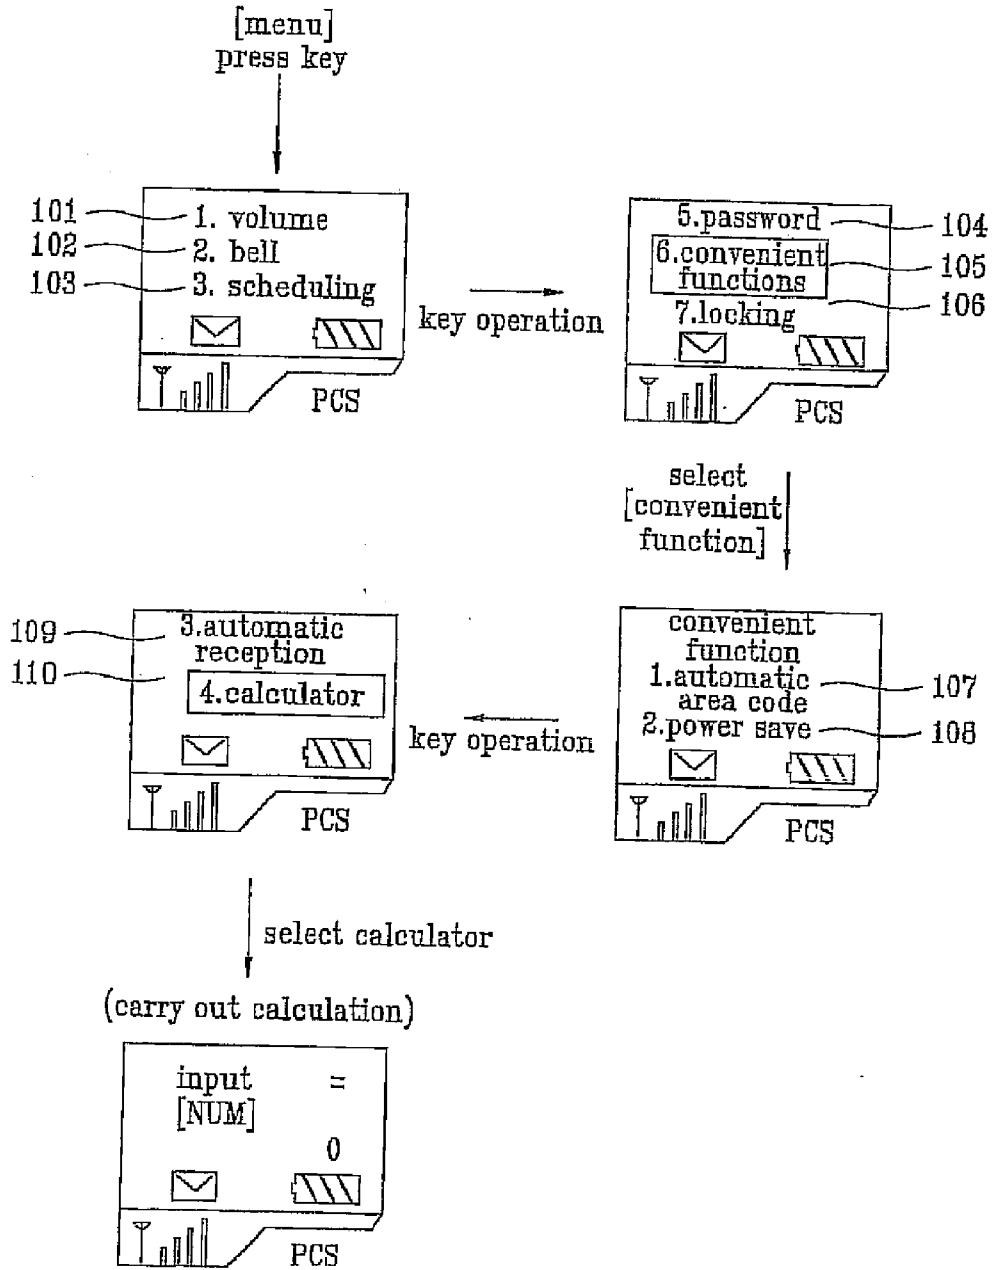 [menu]
press key
101
1. volume
102
2. bell
103
3. scheduling
PCS
key operation
5.password
104
6.convenient
functions
105
106
7.locking
PCS
select
[convenient
function]
convenient
function
1.automatic
area code
107
2.power save
108
PCS
key operation
109
3.automatic
reception
110
4.calculator
PCS
select calculator
(carry out calculation)
input =
[NUM]
0
PCS